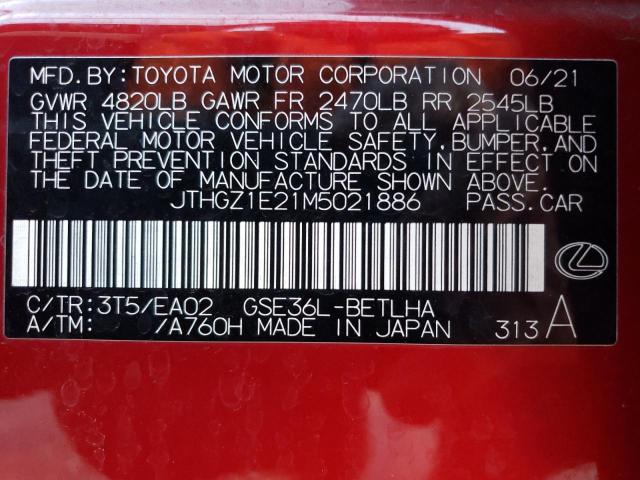 MFD.BY:TOYOTA MOTOR CORPORATION 06/21
GVWR 4820LB GAWR FR 2470LB RR 2545LB
THIS VEHICLE CONFORMS TO ALL APPLICABLE
FEDERAL MOTOR VEHICLE SAFETY,BUMPER,AND
THEFT PREVENTION STANDARDS IN EFFECT ON
THE DATE OF MANUFACTURE SHOWN ABOVE.
JTHGZ1E21M5021886 PASS.CAR
C/TR:3T5/EA02 GSE36L-BETLHA
A/TM: /A760H MADE IN JAPAN 313 A